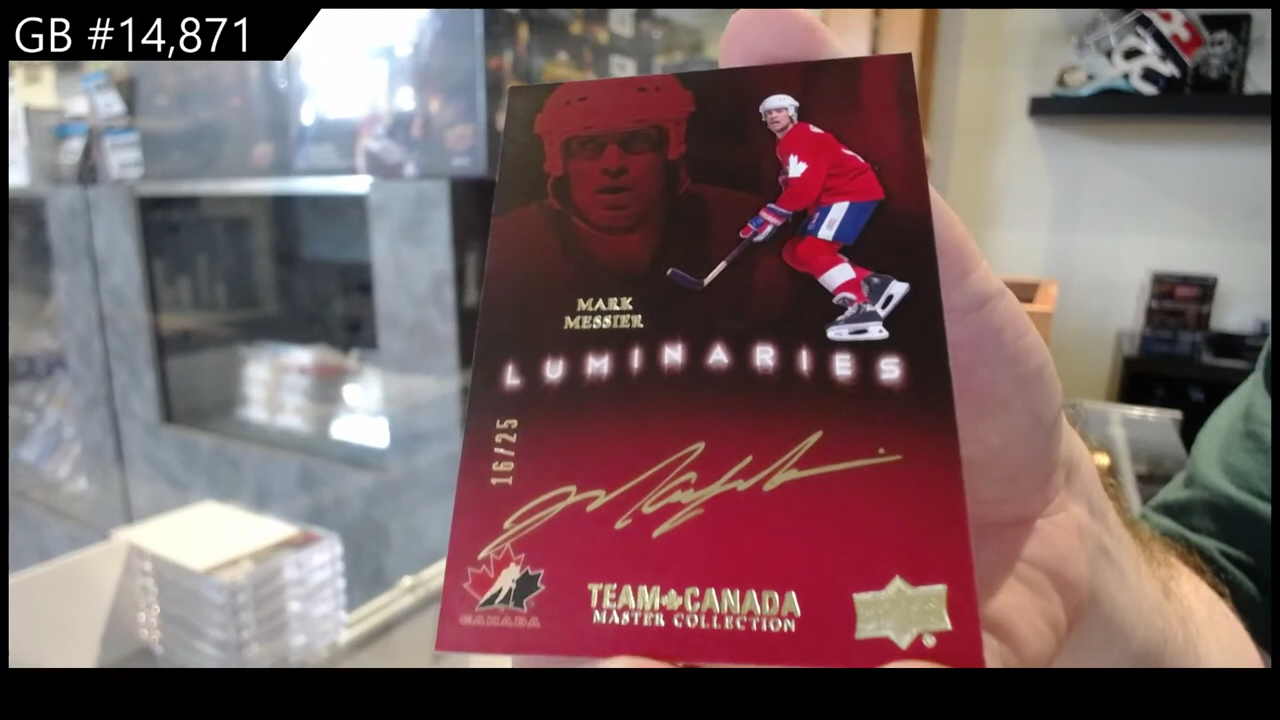 GB #14,871
MARK
MESSIER
LUMINARIES
16/25
CANADA
TEAM CANADA
MASTER COLLECTION